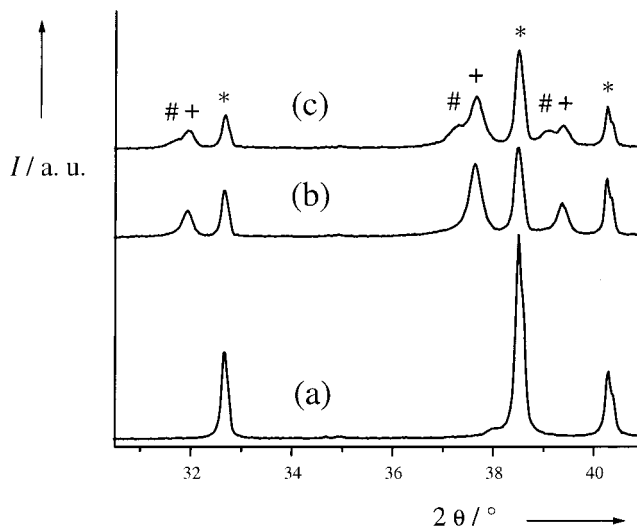 *
+
# + * # # + *
(c)
I / a. u.
(b)
(a)
32 34 36 38 40
2 θ / °